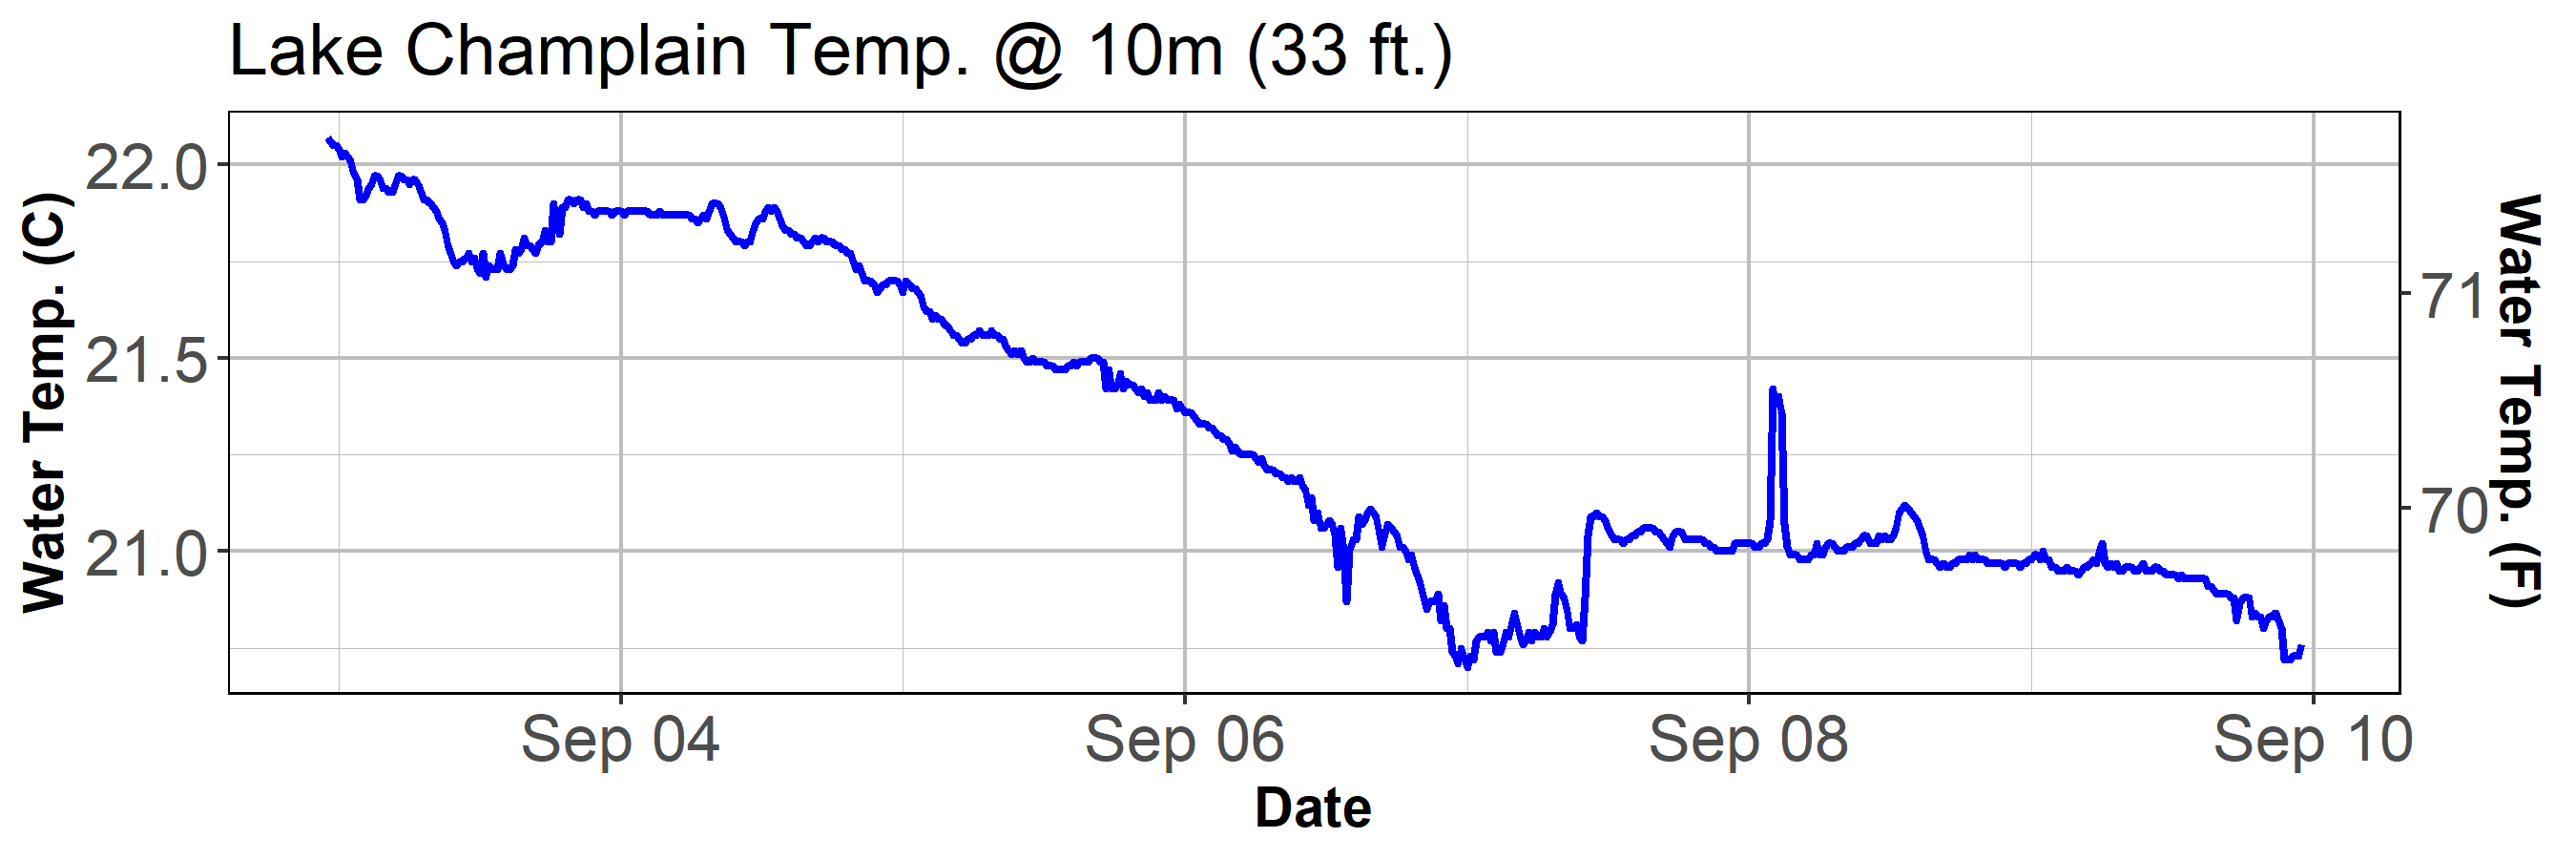 Lake Champlain Temp. @ 10m (33 ft.)
Water Temp. (C)
22.0
21.5
21.0
71
70
Water Temp. (F)
Sep 04
Sep 06
Sep 08
Sep 10
Date